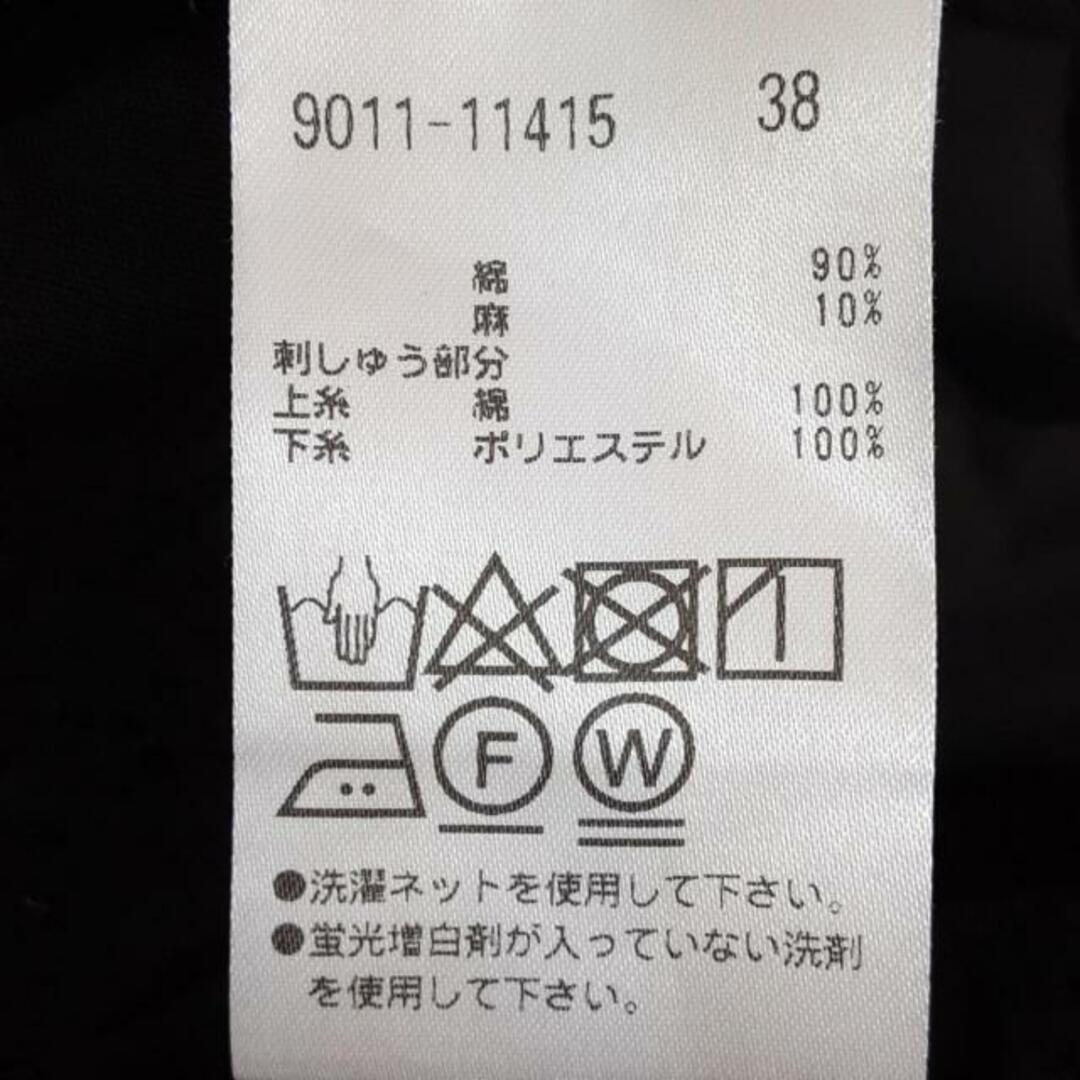 9011-11415 38
綿 90%
麻 10%
刺しゅう部分
上糸 綿 100%
下糸 ポリエステル 100%
F W
●洗濯ネットを使用して下さい。
●蛍光増白剤が入っていない洗剤
を使用して下さい。